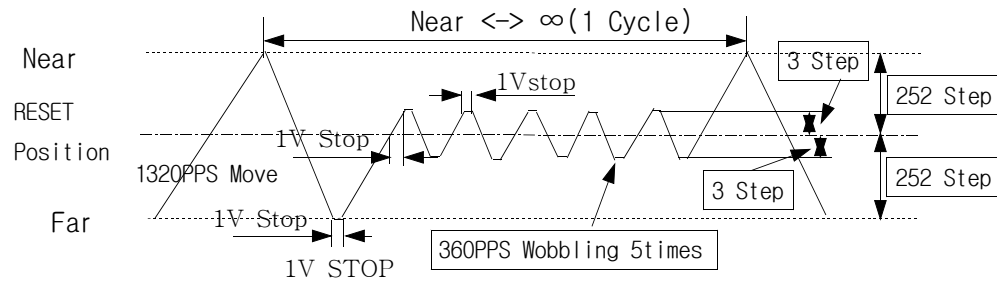 Near <-> ∞(1 Cycle)
Near
3 Step
1Vstop
252 Step
RESET
1V Stop
Position
1320PPS Move
3 Step
252 Step
Far
1V Stop
360PPS Wobbling 5times
1V STOP